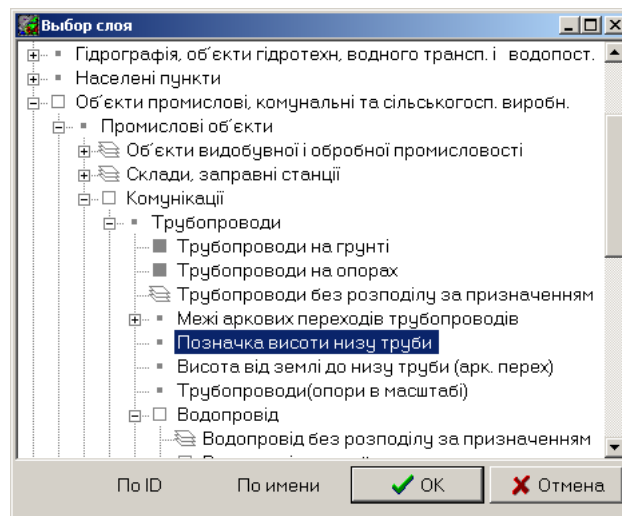 Выбор слоя
Гідрографія, об´єкти гідротехн, водного трансп. і водопост.
Населені пункти
Об´єкти промислові, комунальні та сільськогосп. виробн.
Промислові об´єкти
Об´єкти видобувної і обробної промисловості
Склади, заправні станції
Комунікації
Трубопроводи
Трубопроводи на грунті
Трубопроводи на опорах
Трубопроводи без розподілу за призначенням
Межі аркових переходів трубопроводів
Позначка висоти низу труби
Висота від землі до низу труби (арк. перех)
Трубопроводи(опори в масштабі)
Водопровід
Водопровід без розподілу за призначенням
По ID По имени OK Отмена